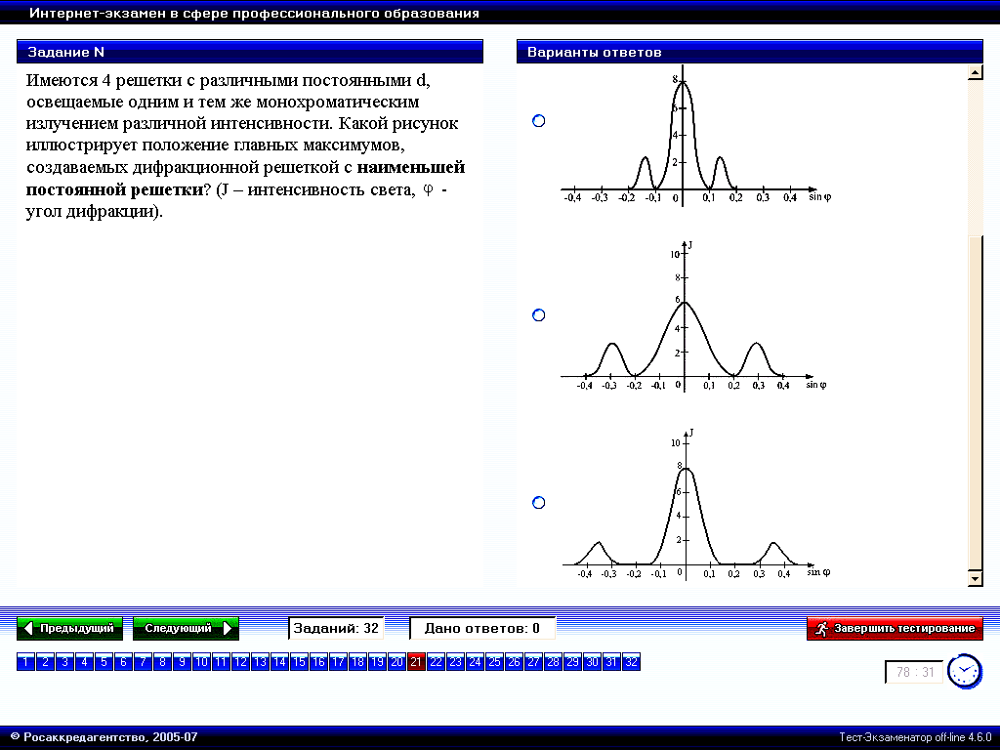 Интернет-экзамен в сфере профессионального образования
Задание N
Имеются 4 решетки с различными постоянными d,
освещаемые одним и тем же монохроматическим
излучением различной интенсивности. Какой рисунок
иллюстрирует положение главных максимумов,
создаваемых дифракционной решеткой с наименьшей
постоянной решетки? (J – интенсивность света, φ -
угол дифракции).
Варианты ответов
8
6
4
2
-0,4 -0,3 -0,2 -0,1 0 0,1 0,2 0,3 0,4 sin φ
J
10
8
6
4
2
-0,4 -0,3 -0,2 -0,1 0 0,1 0,2 0,3 0,4 sin φ
J
10
8
6
4
2
-0,4 -0,3 -0,2 -0,1 0 0,1 0,2 0,3 0,4 sin φ
Предыдущий Следующий Заданий: 32 Дано ответов: 0 Завершить тестирование
1 2 3 4 5 6 7 8 9 10 11 12 13 14 15 16 17 18 19 20 21 22 23 24 25 26 27 28 29 30 31 32
78 : 31
© Росаккредагентство, 2005-07 Тест-Экзаменатор off-line 4.6.0